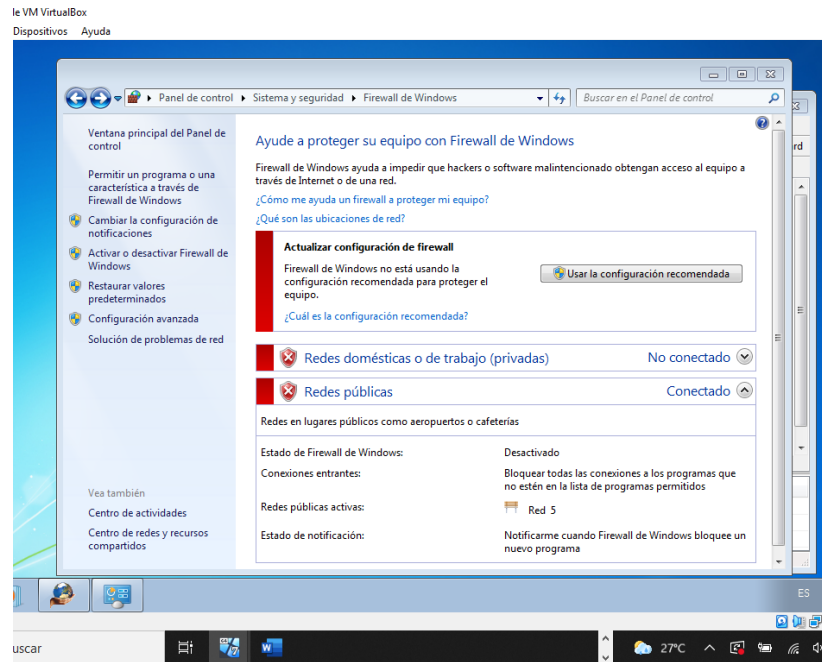 le VM VirtualBox
Dispositivos Ayuda
Panel de control Sistema y seguridad Firewall de Windows
Buscar en el Panel de control
Ventana principal del Panel de
control
Permitir un programa o una
característica a través de
Firewall de Windows
Cambiar la configuración de
notificaciones
Activar o desactivar Firewall de
Windows
Restaurar valores
predeterminados
Configuración avanzada
Solución de problemas de red
Vea también
Centro de actividades
Centro de redes y recursos
compartidos
Ayude a proteger su equipo con Firewall de Windows
Firewall de Windows ayuda a impedir que hackers o software malintencionado obtengan acceso al equipo a
través de Internet o de una red.
¿Cómo me ayuda un firewall a proteger mi equipo?
¿Qué son las ubicaciones de red?
Actualizar configuración de firewall
Firewall de Windows no está usando la
configuración recomendada para proteger el
equipo.
Usar la configuración recomendada
¿Cuál es la configuración recomendada?
Redes domésticas o de trabajo (privadas) No conectado
Redes públicas Conectado
Redes en lugares públicos como aeropuertos o cafeterías
Estado de Firewall de Windows: Desactivado
Conexiones entrantes: Bloquear todas las conexiones a los programas que
no estén en la lista de programas permitidos
Redes públicas activas: Red 5
Estado de notificación: Notificarme cuando Firewall de Windows bloquee un
nuevo programa
rd
ES
uscar
27°C